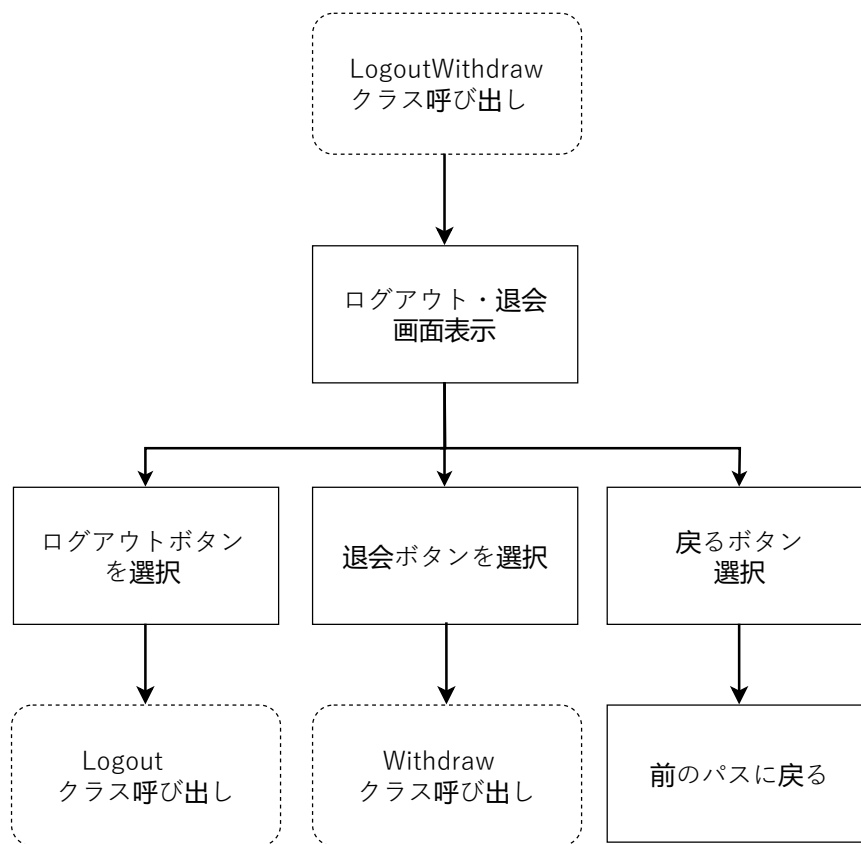 LogoutWithdraw
クラス呼び出し
ログアウト・退会
画面表示
ログアウトボタン
を選択
退会ボタンを選択
戻るボタン
選択
Logout
クラス呼び出し
Withdraw
クラス呼び出し
前のパスに戻る